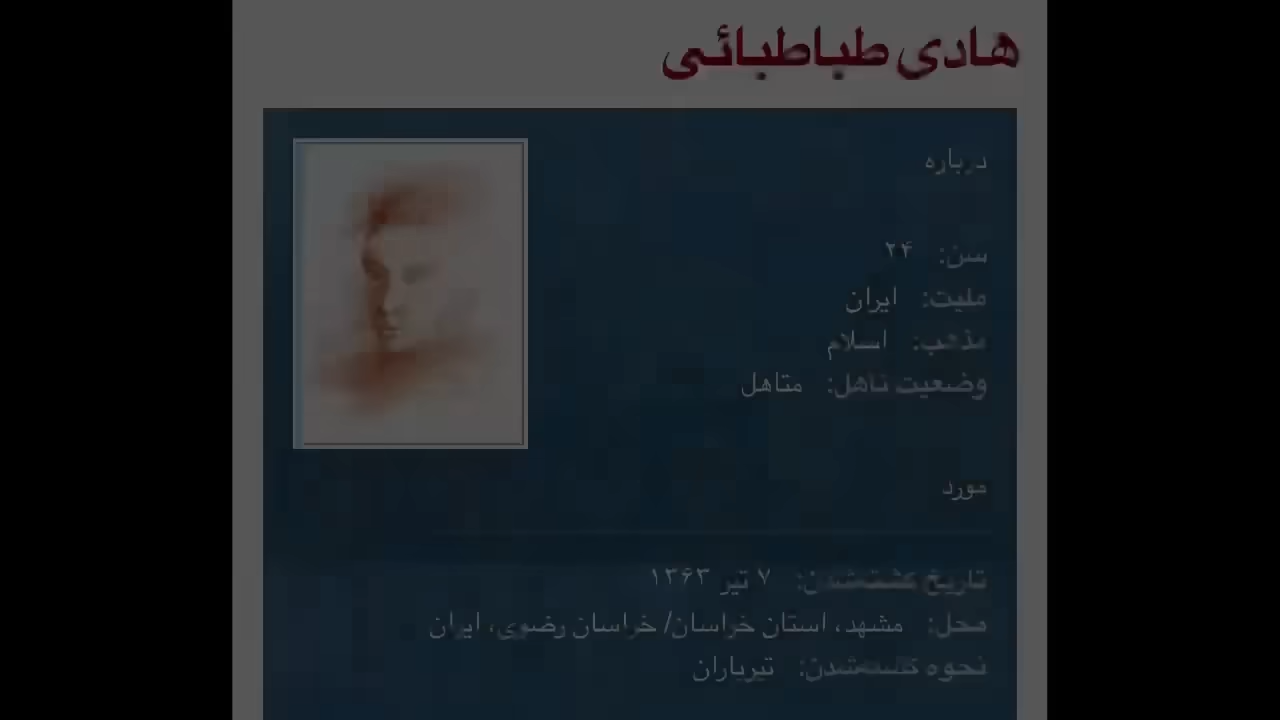 هادی طباطبائی
درباره
سن: ۲۴
ملیت: ایران
مذهب: اسلام
وضعیت تاهل: متاهل
مورد
تاریخ کشته‌شدن: ۷ تیر ۱۳۶۳
محل: مشهد، استان خراسان/ خراسان رضوی، ایران
نحوه کشته‌شدن: تیرباران